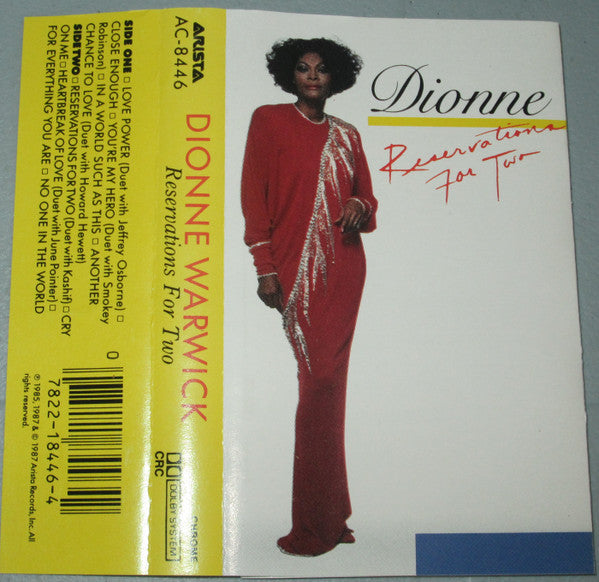 SIDE ONE □ LOVE POWER (Duet with Jeffrey Osborne) □
CLOSE ENOUGH □ YOU'RE MY HERO (Duet with Smokey
Robinson) □ IN A WORLD SUCH AS THIS □ ANOTHER
CHANCE TO LOVE (Duet with Howard Hewett)
SIDE TWO □ RESERVATIONS FOR TWO (Duet with Kashif) □ CRY
ON ME □ HEARTBREAK OF LOVE (Duet with June Pointer) □
FOR EVERYTHING YOU ARE □ NO ONE IN THE WORLD
0
7822-18446-4
℗ 1985, 1987 & © 1987 Arista Records, Inc. All
rights reserved.
ARISTA
AC-8446
DIONNE WARWICK
Reservations For Two
CHROME
DOLBY SYSTEM
CRC
Dionne
Reservations
For Two